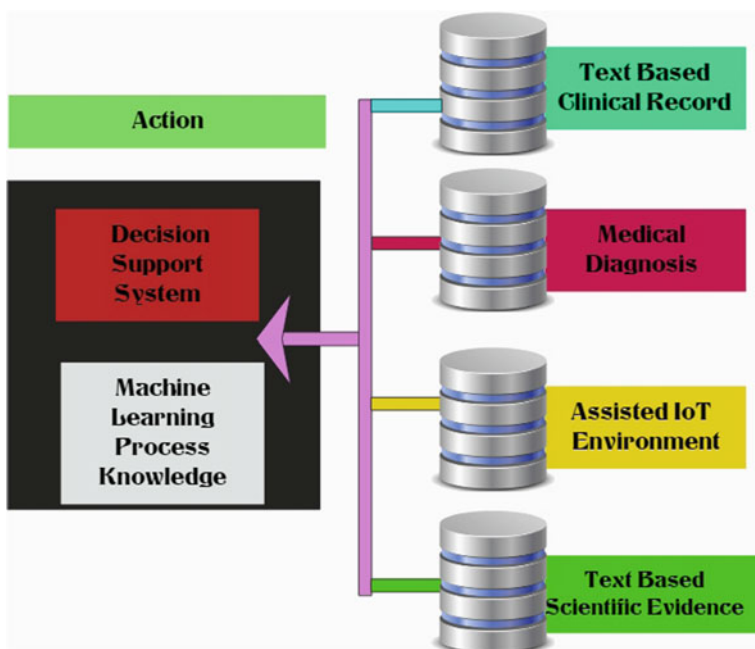 Action
Decision
Support
System
Machine
Learning
Process
Knowledge
Text Based
Clinical Record
Medical
Diagnosis
Assisted IoT
Environment
Text Based
Scientific Evidence